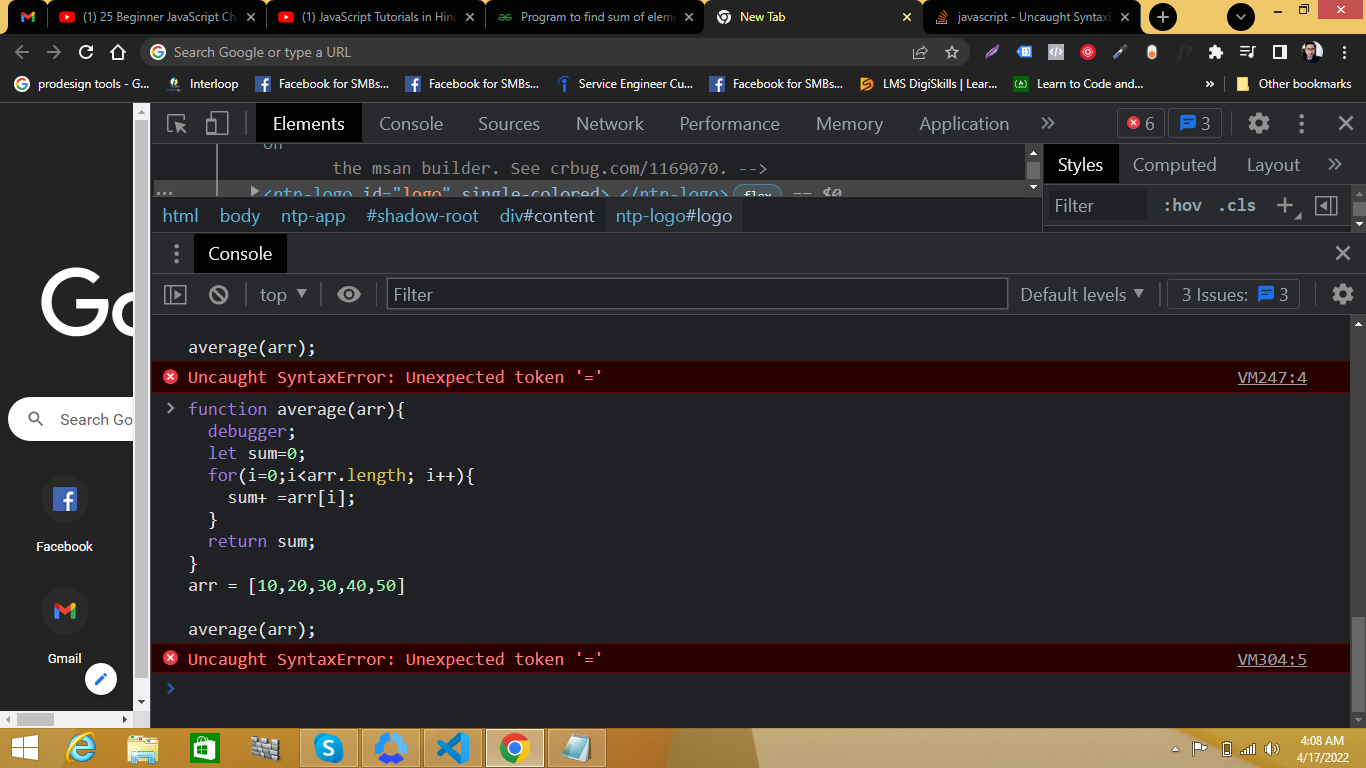 (1) 25 Beginner JavaScript Ch
(1) JavaScript Tutorials in Hin
Program to find sum of elem
New Tab
javascript - Uncaught Synta
Search Google or type a URL
prodesign tools - G...
Interloop
Facebook for SMBs...
Facebook for SMBs...
Service Engineer Cu...
Facebook for SMBs...
LMS DigiSkills | Lear...
Learn to Code and...
»
Other bookmarks
Elements
Console
Sources
Network
Performance
Memory
Application
»
6
3
on
the msan builder. See crbug.com/1169070. -->
<ntp-logo id="logo" single-colored> </ntp-logo> flex == $0
Styles
Computed
Layout
»
html
body
ntp-app
#shadow-root
div#content
ntp-logo#logo
Filter
:hov
.cls
Console
top
Filter
Default levels
3 Issues:
3
average(arr);
Uncaught SyntaxError: Unexpected token '=' VM247:4
function average(arr){
debugger;
let sum=0;
for(i=0;i<arr.length; i++){
sum+ =arr[i];
}
return sum;
}
arr = [10,20,30,40,50]
average(arr);
Uncaught SyntaxError: Unexpected token '=' VM304:5
Go
Search Go
Facebook
Gmail
4:08 AM
4/17/2022